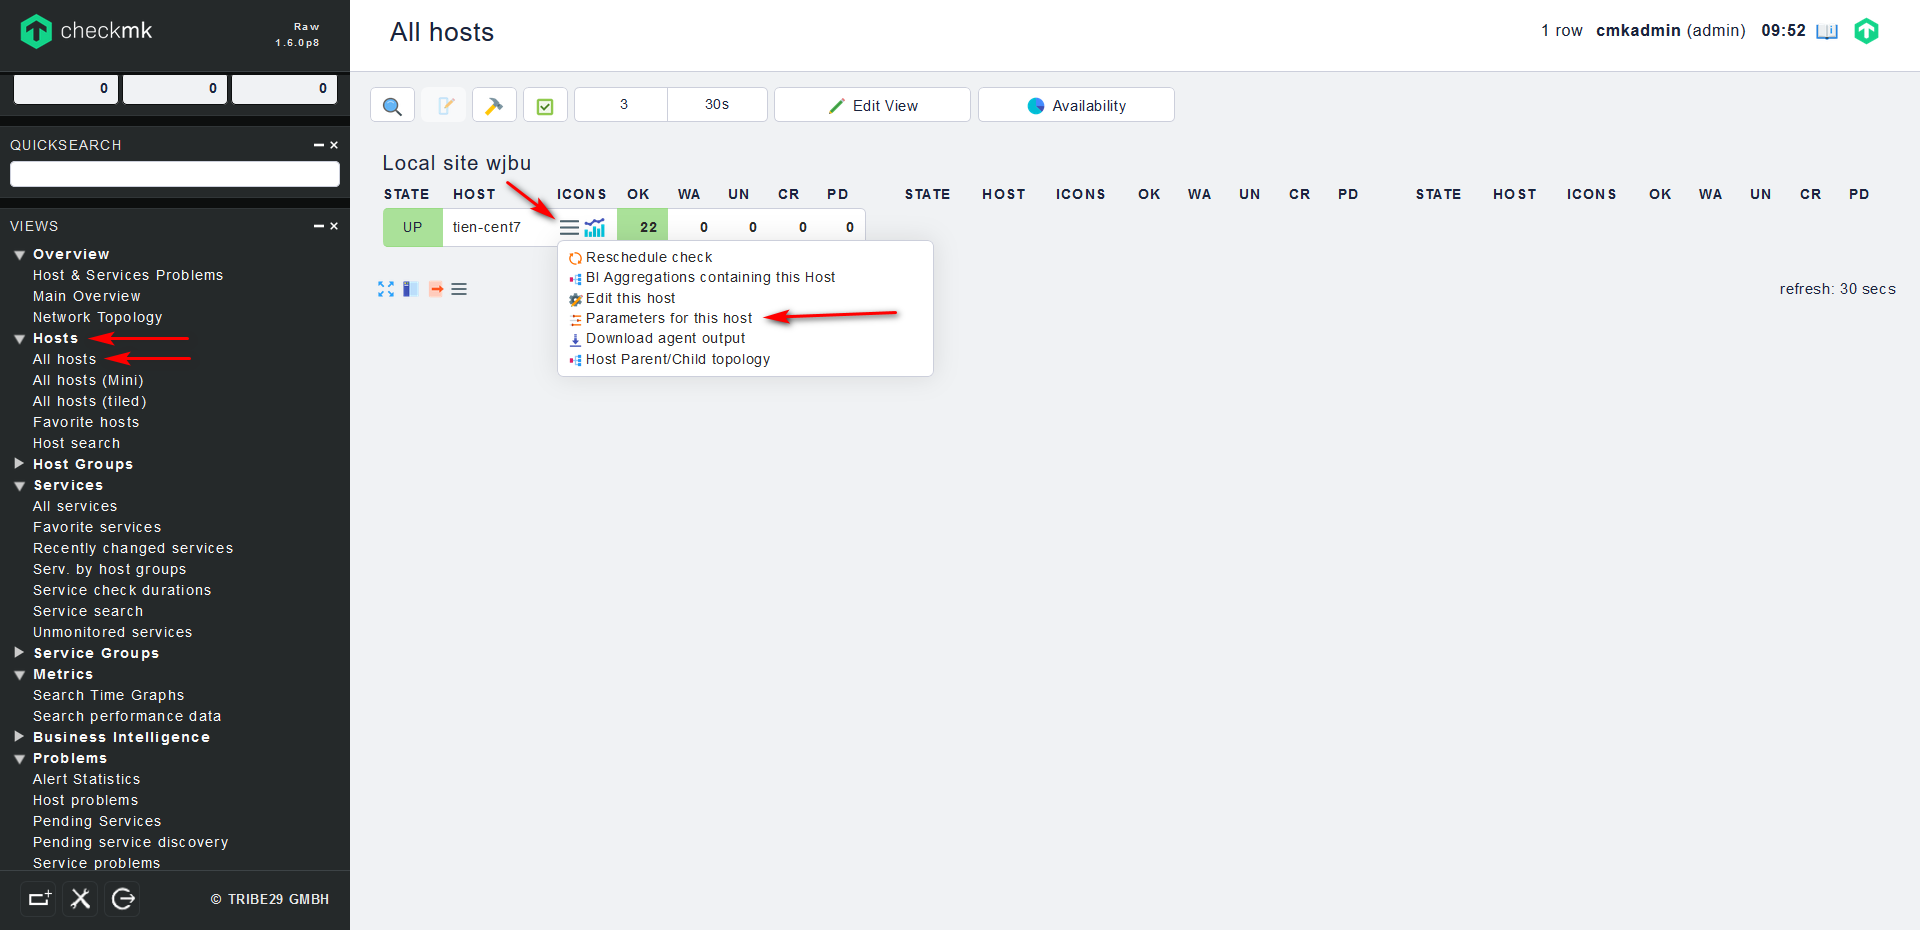 checkmk
Raw
1.6.0p8
0 0 0
QUICKSEARCH
VIEWS
Overview
Host & Services Problems
Main Overview
Network Topology
Hosts
All hosts
All hosts (Mini)
All hosts (tiled)
Favorite hosts
Host search
Host Groups
Services
All services
Favorite services
Recently changed services
Serv. by host groups
Service check durations
Service search
Unmonitored services
Service Groups
Metrics
Search Time Graphs
Search performance data
Business Intelligence
Problems
Alert Statistics
Host problems
Pending Services
Pending service discovery
Service problems
© TRIBE29 GMBH
All hosts
1 row cmkadmin (admin) 09:52
3 30s Edit View Availability
Local site wjbu
STATE HOST ICONS OK WA UN CR PD STATE HOST ICONS OK WA UN CR PD STATE HOST ICONS OK WA UN CR PD
UP tien-cent7 22 0 0 0 0
Reschedule check
BI Aggregations containing this Host
Edit this host
Parameters for this host
Download agent output
Host Parent/Child topology
refresh: 30 secs